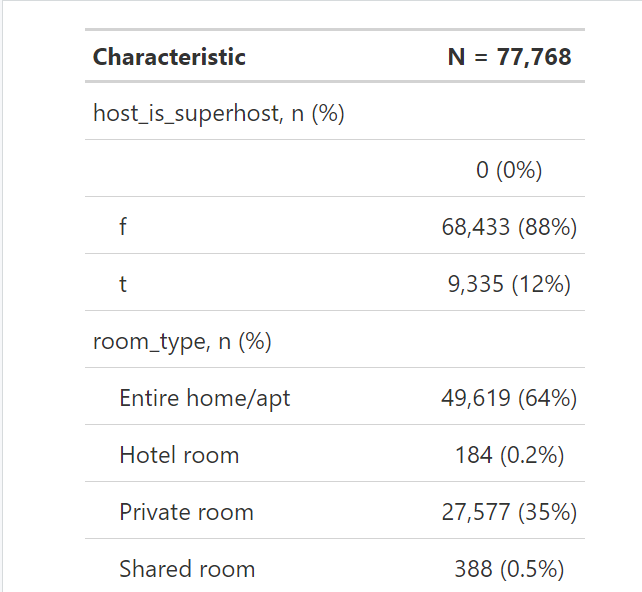 Characteristic N = 77,768
host_is_superhost, n (%)
0 (0%)
f 68,433 (88%)
t 9,335 (12%)
room_type, n (%)
Entire home/apt 49,619 (64%)
Hotel room 184 (0.2%)
Private room 27,577 (35%)
Shared room 388 (0.5%)